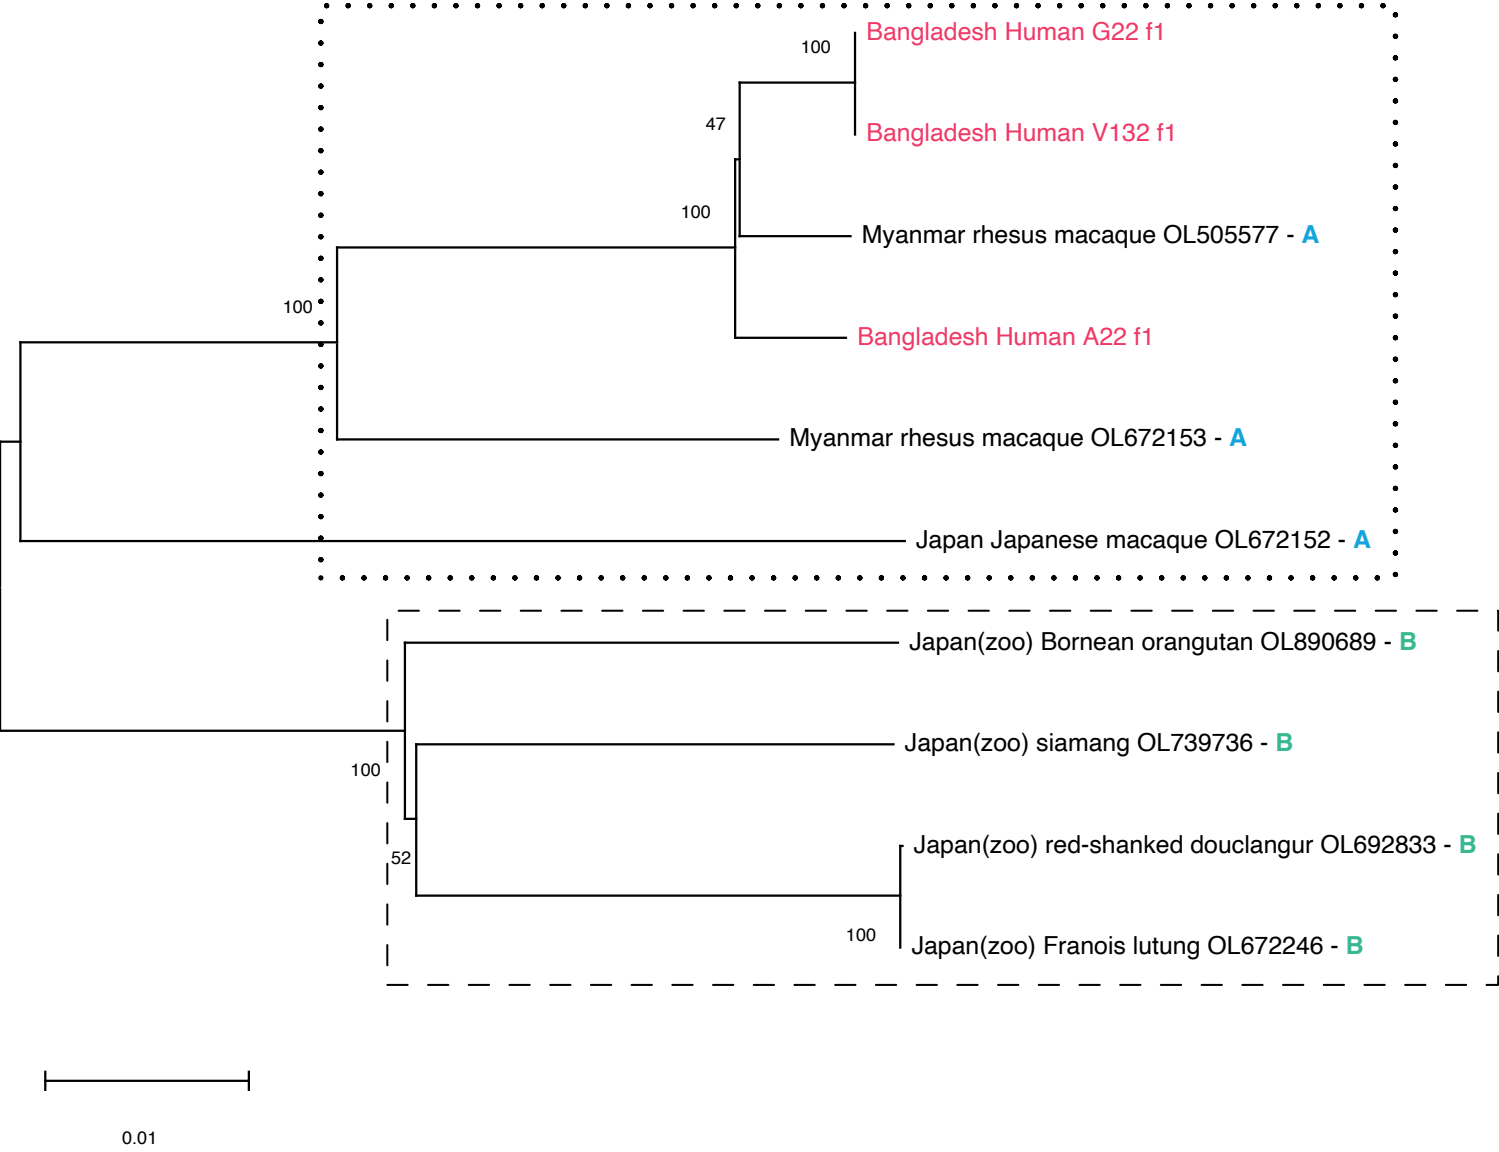 Bangladesh Human G22 f1
100
47
Bangladesh Human V132 f1
100
Myanmar rhesus macaque OL505577 - A
100
Bangladesh Human A22 f1
Myanmar rhesus macaque OL672153 - A
Japan Japanese macaque OL672152 - A
Japan(zoo) Bornean orangutan OL890689 - B
Japan(zoo) siamang OL739736 - B
100
Japan(zoo) red-shanked douclangur OL692833 - B
52
100
Japan(zoo) Franois lutung OL672246 - B
0.01